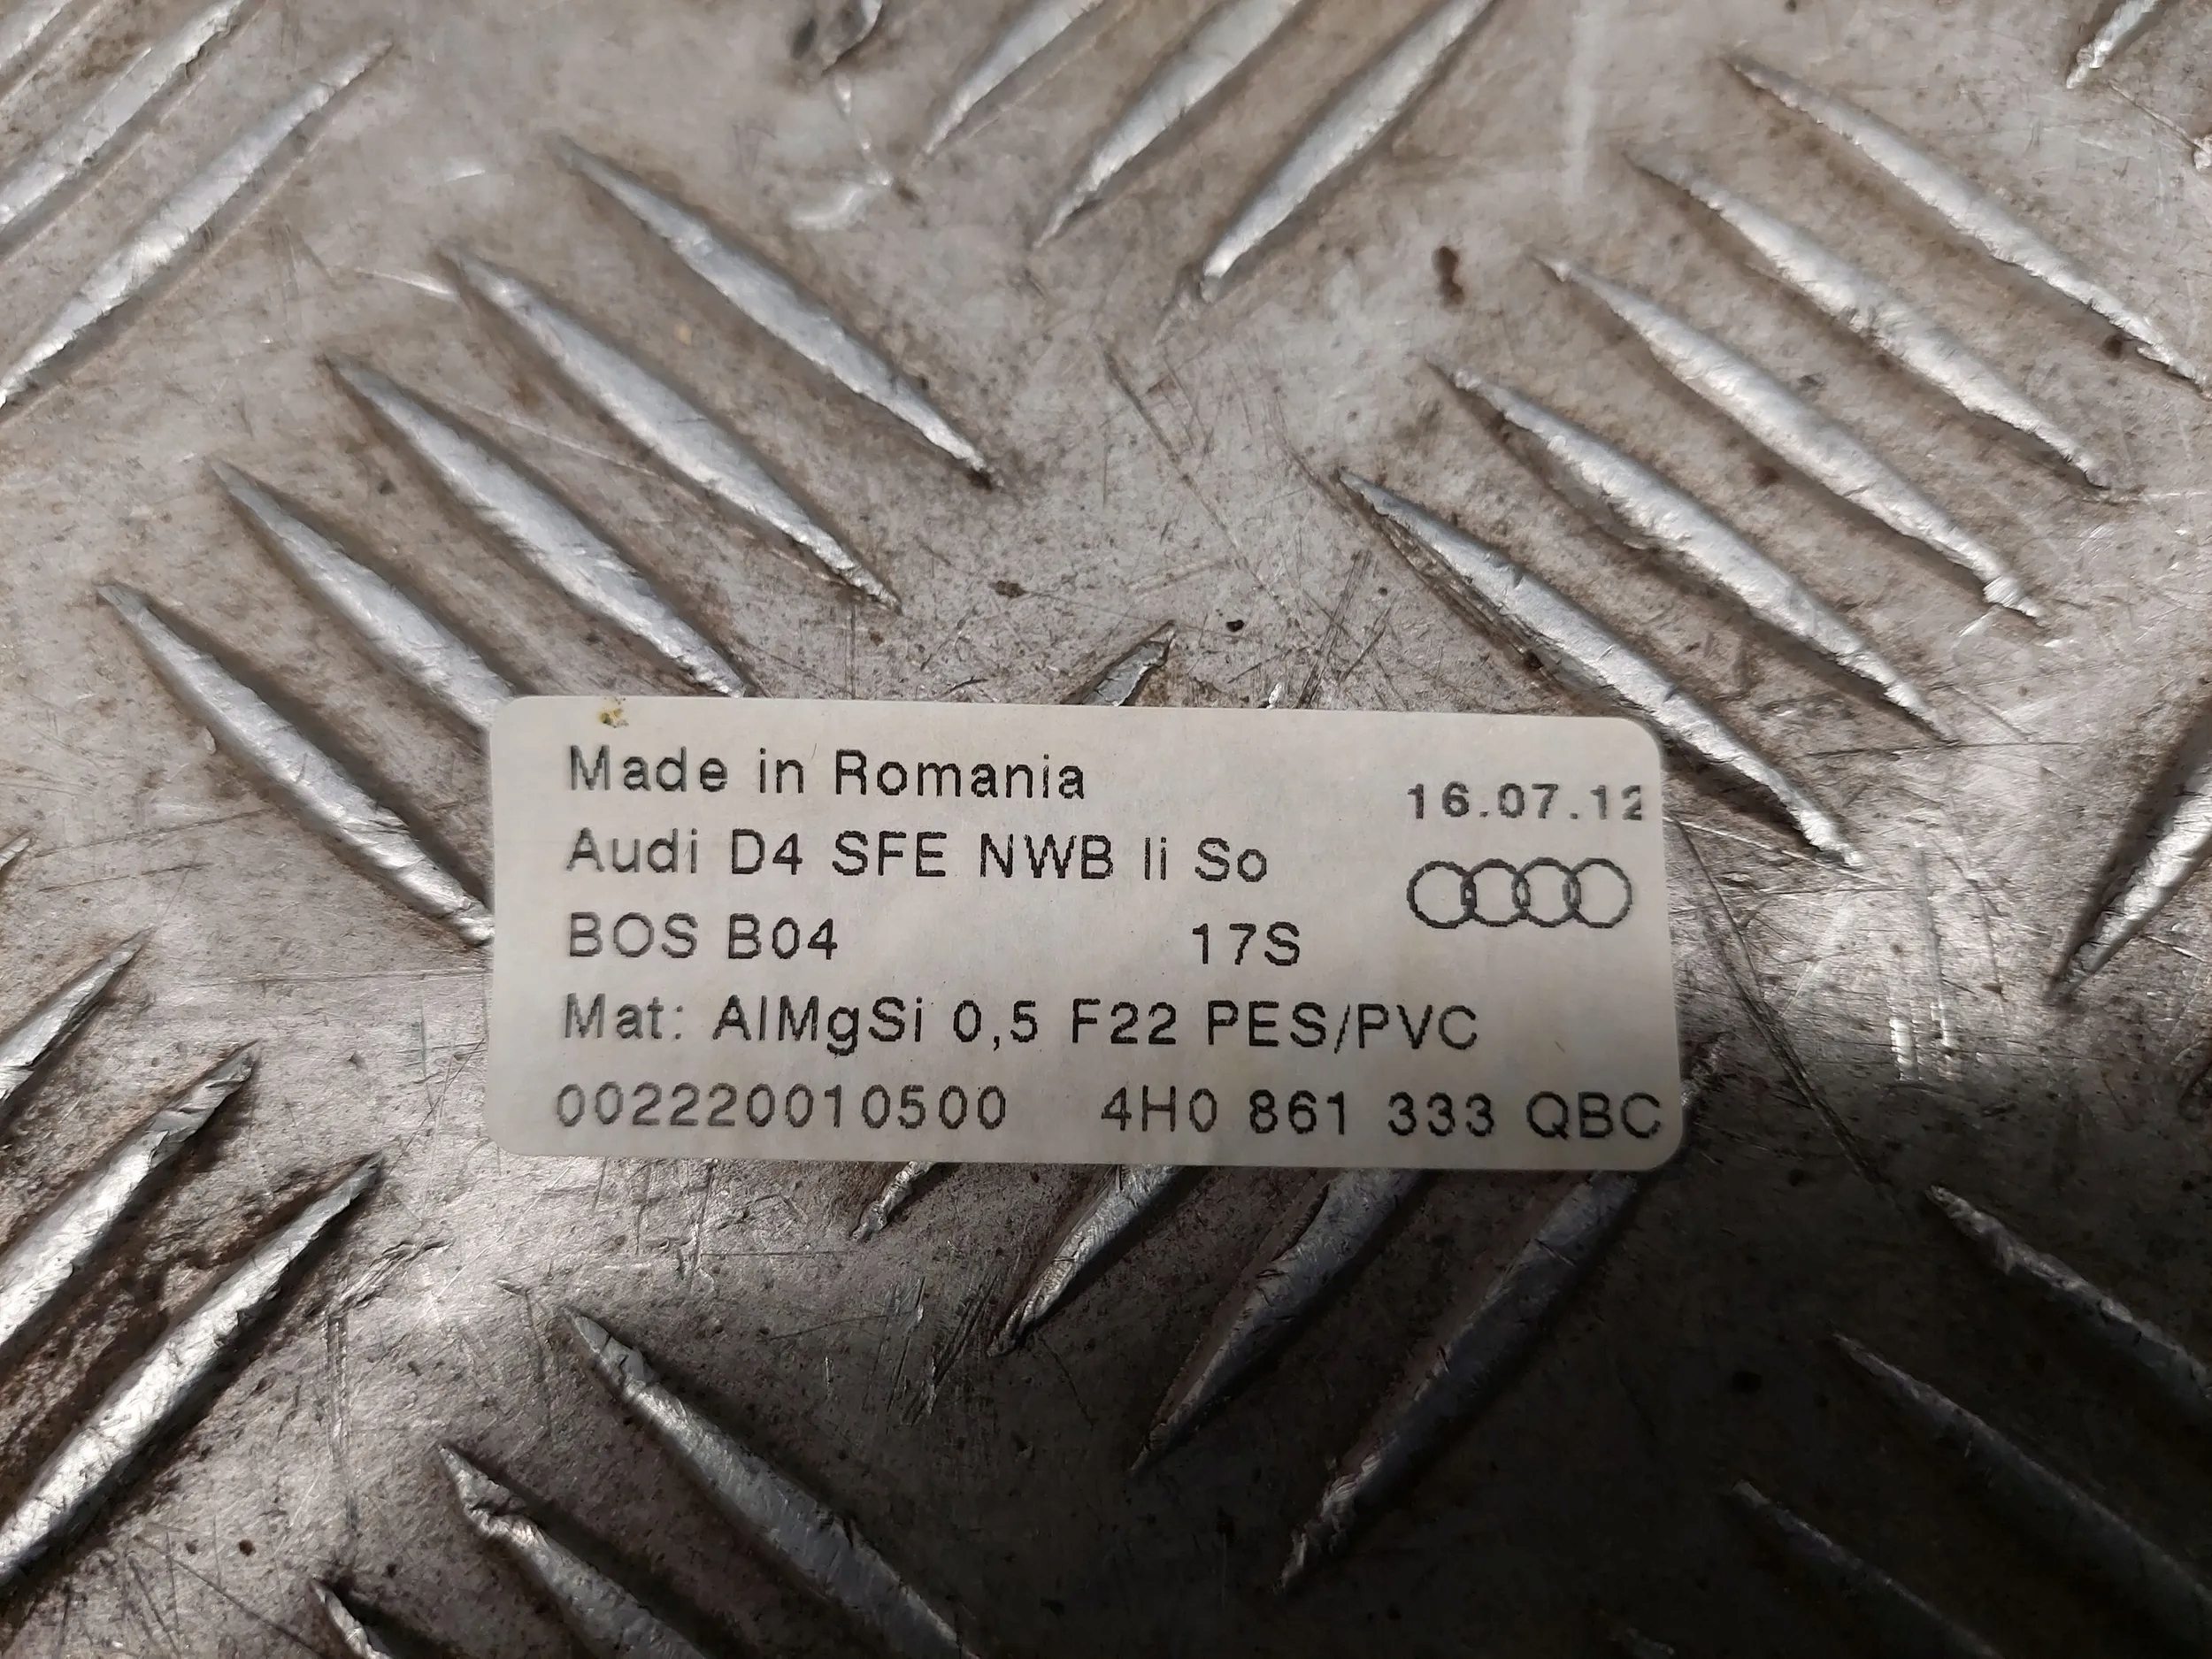 Made in Romania
16.07.12
Audi D4 SFE NWB li So
BOS B04 17S
Mat: AlMgSi 0,5 F22 PES/PVC
002220010500 4H0 861 333 QBC